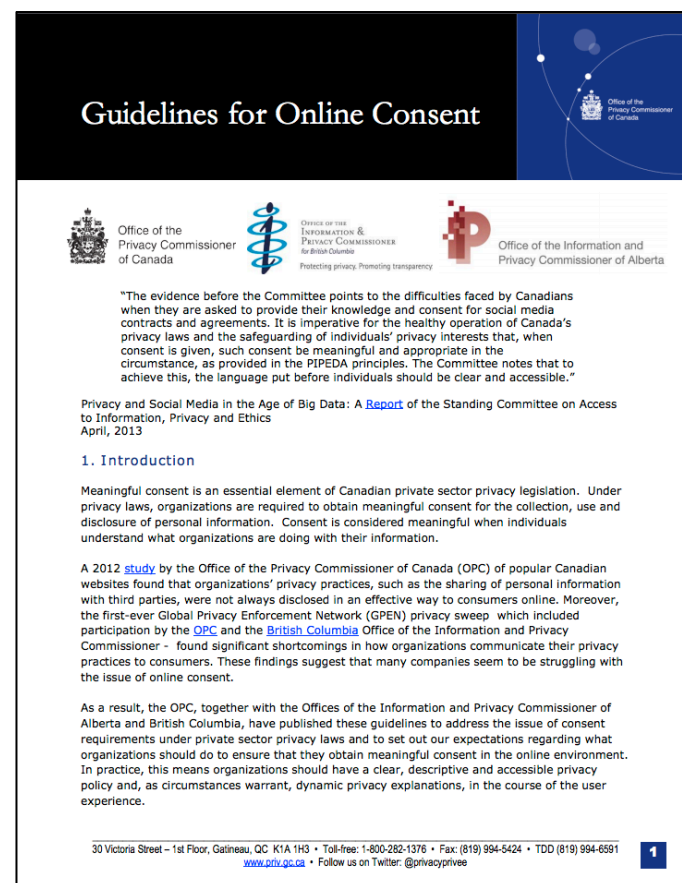 Guidelines for Online Consent
Office of the
Privacy Commissioner
of Canada
Office of the
Privacy Commissioner
of Canada
OFFICE OF THE
INFORMATION &
PRIVACY COMMISSIONER
for British Columbia
Protecting privacy. Promoting transparency
Office of the Information and
Privacy Commissioner of Alberta
“The evidence before the Committee points to the difficulties faced by Canadians
when they are asked to provide their knowledge and consent for social media
contracts and agreements. It is imperative for the healthy operation of Canada’s
privacy laws and the safeguarding of individuals’ privacy interests that, when
consent is given, such consent be meaningful and appropriate in the
circumstance, as provided in the PIPEDA principles. The Committee notes that to
achieve this, the language put before individuals should be clear and accessible.”
Privacy and Social Media in the Age of Big Data: A Report of the Standing Committee on Access
to Information, Privacy and Ethics
April, 2013
1. Introduction
Meaningful consent is an essential element of Canadian private sector privacy legislation. Under
privacy laws, organizations are required to obtain meaningful consent for the collection, use and
disclosure of personal information. Consent is considered meaningful when individuals
understand what organizations are doing with their information.
A 2012 study by the Office of the Privacy Commissioner of Canada (OPC) of popular Canadian
websites found that organizations’ privacy practices, such as the sharing of personal information
with third parties, were not always disclosed in an effective way to consumers online. Moreover,
the first-ever Global Privacy Enforcement Network (GPEN) privacy sweep which included
participation by the OPC and the British Columbia Office of the Information and Privacy
Commissioner - found significant shortcomings in how organizations communicate their privacy
practices to consumers. These findings suggest that many companies seem to be struggling with
the issue of online consent.
As a result, the OPC, together with the Offices of the Information and Privacy Commissioner of
Alberta and British Columbia, have published these guidelines to address the issue of consent
requirements under private sector privacy laws and to set out our expectations regarding what
organizations should do to ensure that they obtain meaningful consent in the online environment.
In practice, this means organizations should have a clear, descriptive and accessible privacy
policy and, as circumstances warrant, dynamic privacy explanations, in the course of the user
experience.
30 Victoria Street – 1st Floor, Gatineau, QC K1A 1H3 • Toll-free: 1-800-282-1376 • Fax: (819) 994-5424 • TDD (819) 994-6591
www.priv.gc.ca • Follow us on Twitter: @privacyprivee
1